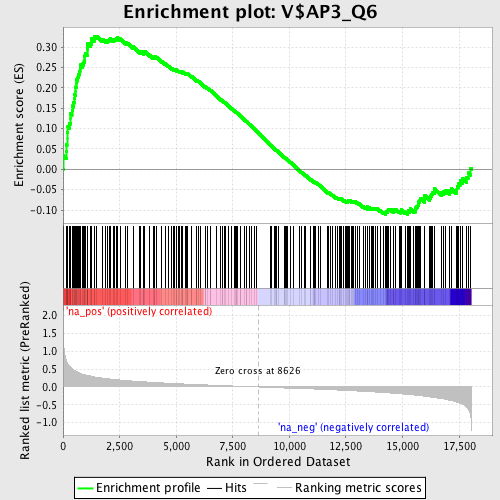 Enrichment plot: V$AP3_Q6
Enrichment score (ES)
0.30
0.25
0.20
0.15
0.10
0.05
0.00
-0.05
-0.10
'na_pos' (positively correlated)
Ranked list metric (PreRanked)
2.0
1.5
1.0
0.5
0.0
-0.5
-1.0
Zero cross at 8626
'na_neg' (negatively correlated)
0
2,500
5,000
7,500
10,000
12,500
15,000
17,500
Rank in Ordered Dataset
Enrichment profile
Hits
Ranking metric scores